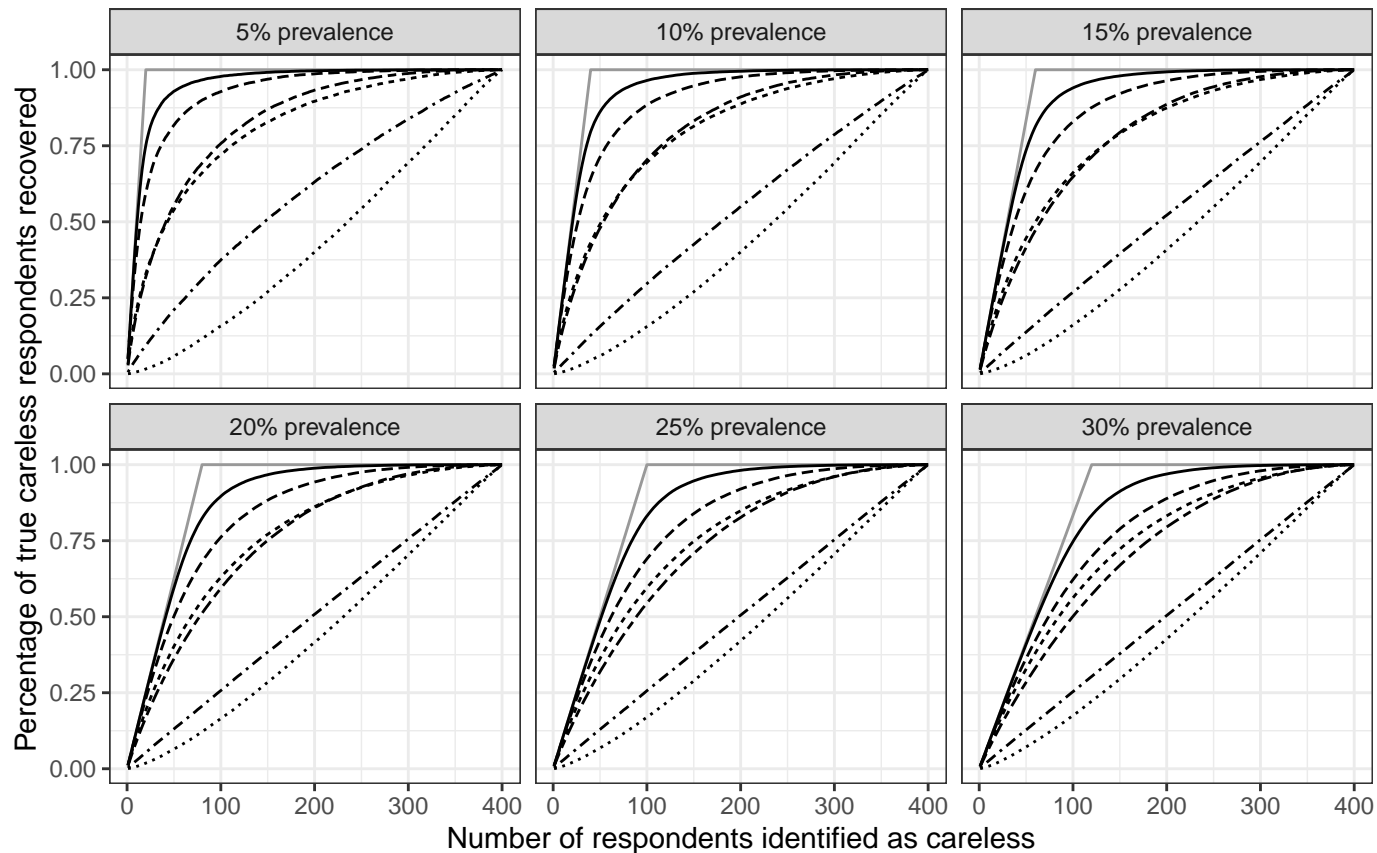 5% prevalence
10% prevalence
15% prevalence
1.00
0.75
0.50
0.25
0.00
20% prevalence
25% prevalence
30% prevalence
1.00
0.75
0.50
0.25
0.00
0 100 200 300 400
0 100 200 300 400
0 100 200 300 400
Number of respondents identified as careless
Percentage of true careless respondents recovered